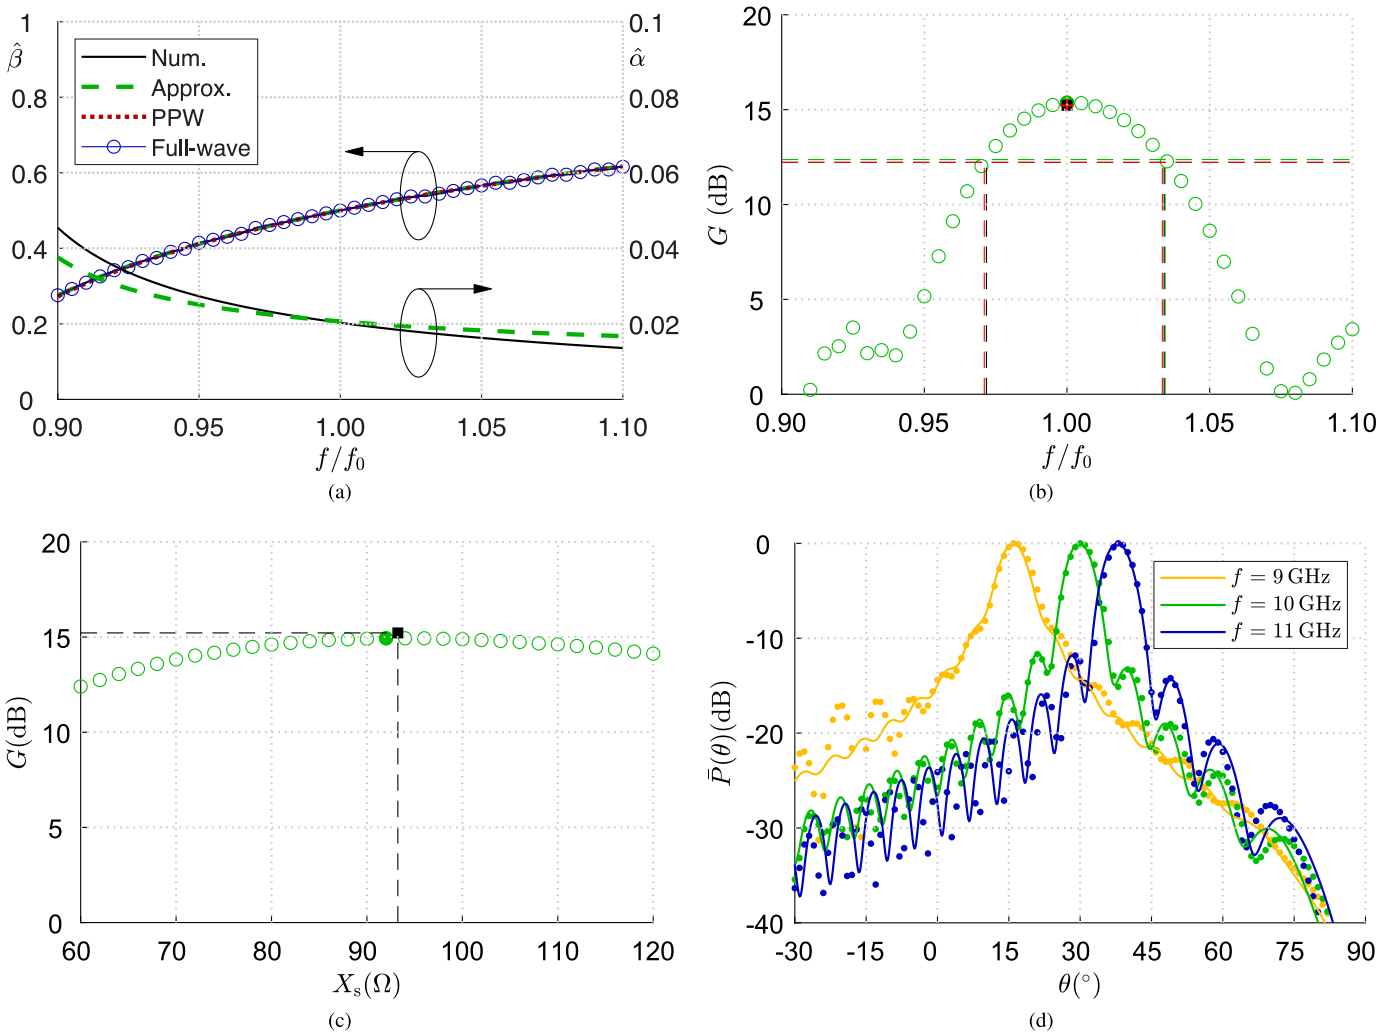 1
0.8
0.6
0.4
0.2
0
β̂
0.1
0.08
0.06
0.04
0.02
0
α̂
Num.
Approx.
PPW
Full-wave
0.90 0.95 1.00 1.05 1.10
f/f₀
(a)
20
15
10
5
0
G (dB)
0.90 0.95 1.00 1.05 1.10
f/f₀
(b)
20
15
10
5
0
G(dB)
60 70 80 90 100 110 120
Xₛ(Ω)
(c)
0
-10
-20
-30
-40
P̄(θ)(dB)
f = 9 GHz
f = 10 GHz
f = 11 GHz
-30 -15 0 15 30 45 60 75 90
θ(°)
(d)